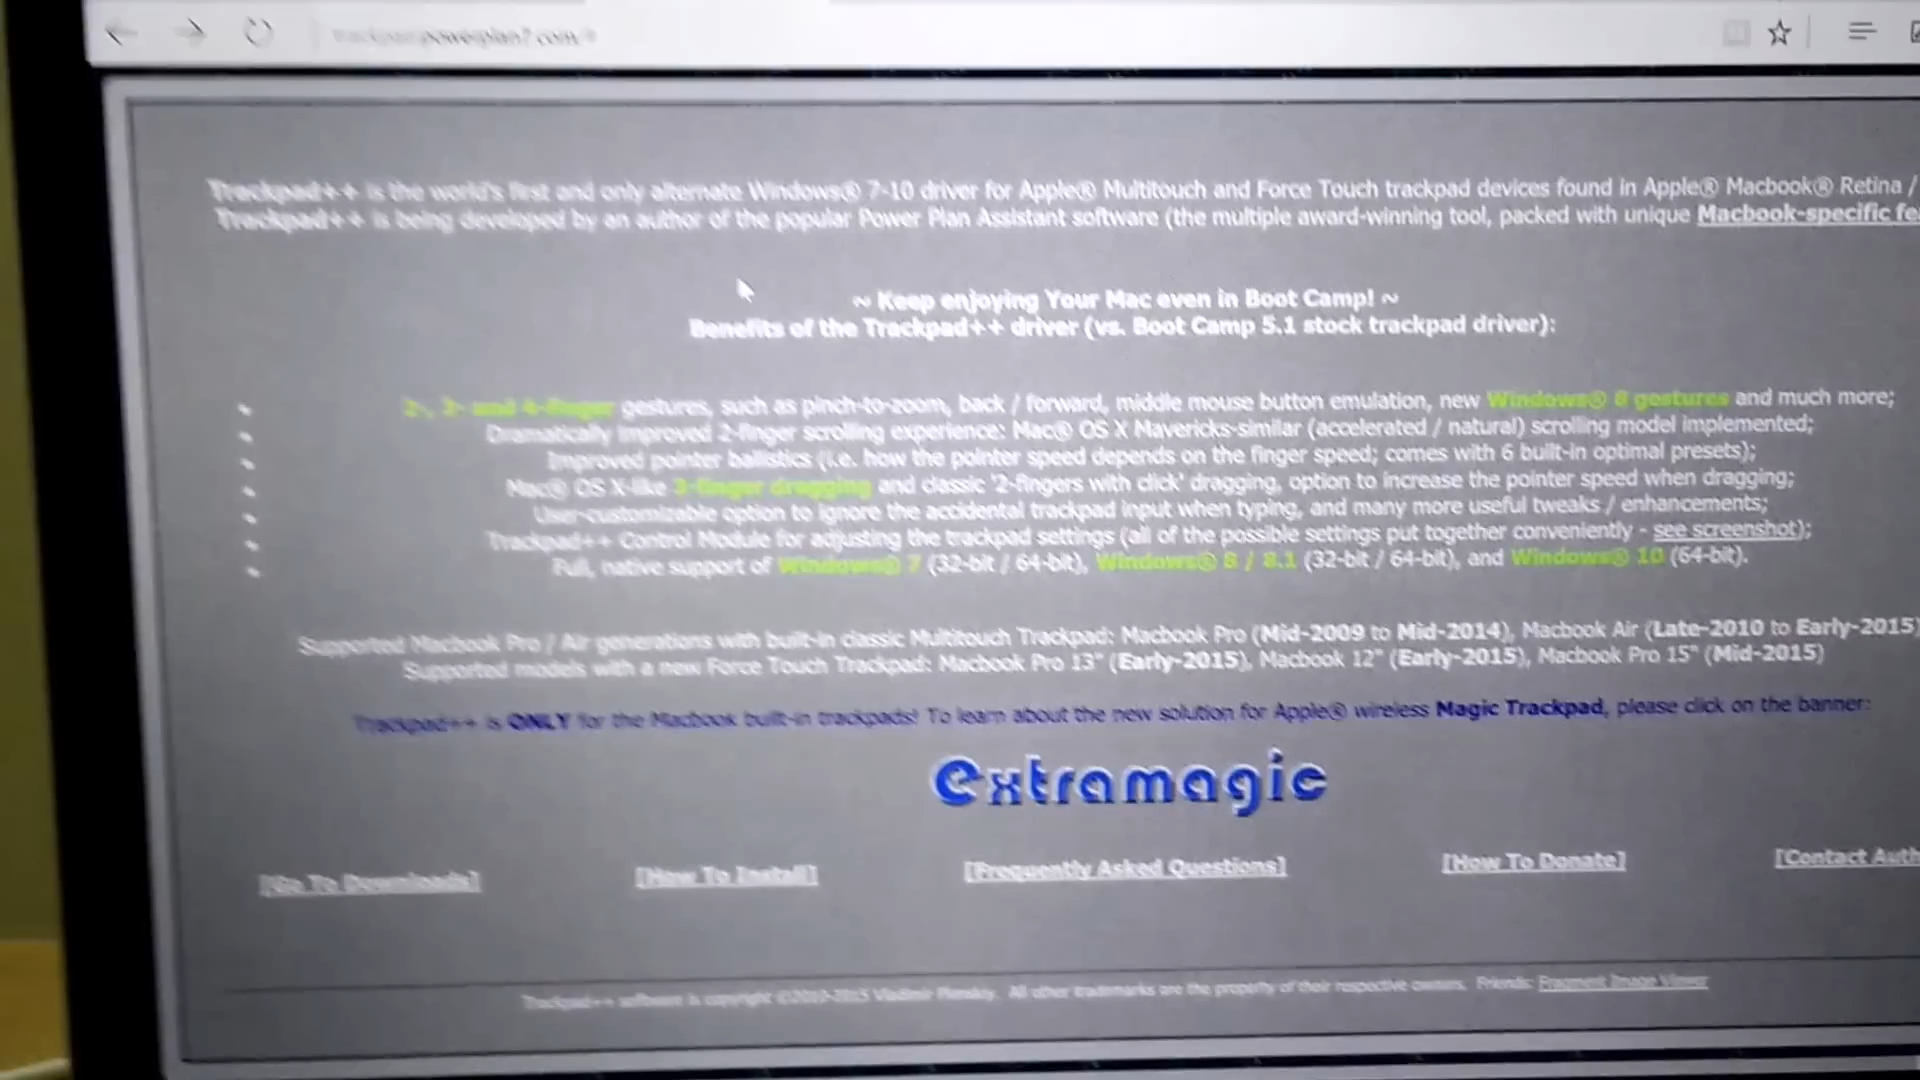 trackpad.powerplan7.com/#
Trackpad++ is the world's first and only alternate Windows® 7-10 driver for Apple® Multitouch and Force Touch trackpad devices found in Apple® Macbook® Retina /
Trackpad++ is being developed by an author of the popular Power Plan Assistant software (the multiple award-winning tool, packed with unique Macbook-specific fe
~ Keep enjoying Your Mac even in Boot Camp! ~
Benefits of the Trackpad++ driver (vs. Boot Camp 5.1 stock trackpad driver):
2-, 3- and 4-finger gestures, such as pinch-to-zoom, back / forward, middle mouse button emulation, new Windows® 8 gestures and much more;
Dramatically improved 2-finger scrolling experience: Mac® OS X Mavericks-similar (accelerated / natural) scrolling model implemented;
Improved pointer ballistics (i.e. how the pointer speed depends on the finger speed; comes with 6 built-in optimal presets);
Mac® OS X-like 3-finger dragging and classic '2-fingers with click' dragging, option to increase the pointer speed when dragging;
User-customizable option to ignore the accidental trackpad input when typing, and many more useful tweaks / enhancements;
Trackpad++ Control Module for adjusting the trackpad settings (all of the possible settings put together conveniently - see screenshot);
Full, native support of Windows® 7 (32-bit / 64-bit), Windows® 8 / 8.1 (32-bit / 64-bit), and Windows® 10 (64-bit).
Supported Macbook Pro / Air generations with built-in classic Multitouch Trackpad: Macbook Pro (Mid-2009 to Mid-2014), Macbook Air (Late-2010 to Early-2015)
Supported models with a new Force Touch Trackpad: Macbook Pro 13" (Early-2015), Macbook 12" (Early-2015), Macbook Pro 15" (Mid-2015)
Trackpad++ is ONLY for the Macbook built-in trackpads! To learn about the new solution for Apple® wireless Magic Trackpad, please click on the banner:
extramagic
[Go To Downloads] [How To Install] [Frequently Asked Questions] [How To Donate] [Contact Auth
Trackpad++ software is copyright ©2010-2015 Vladimir Plenskiy. All other trademarks are the property of their respective owners. Friends: Fragment Image Viewer